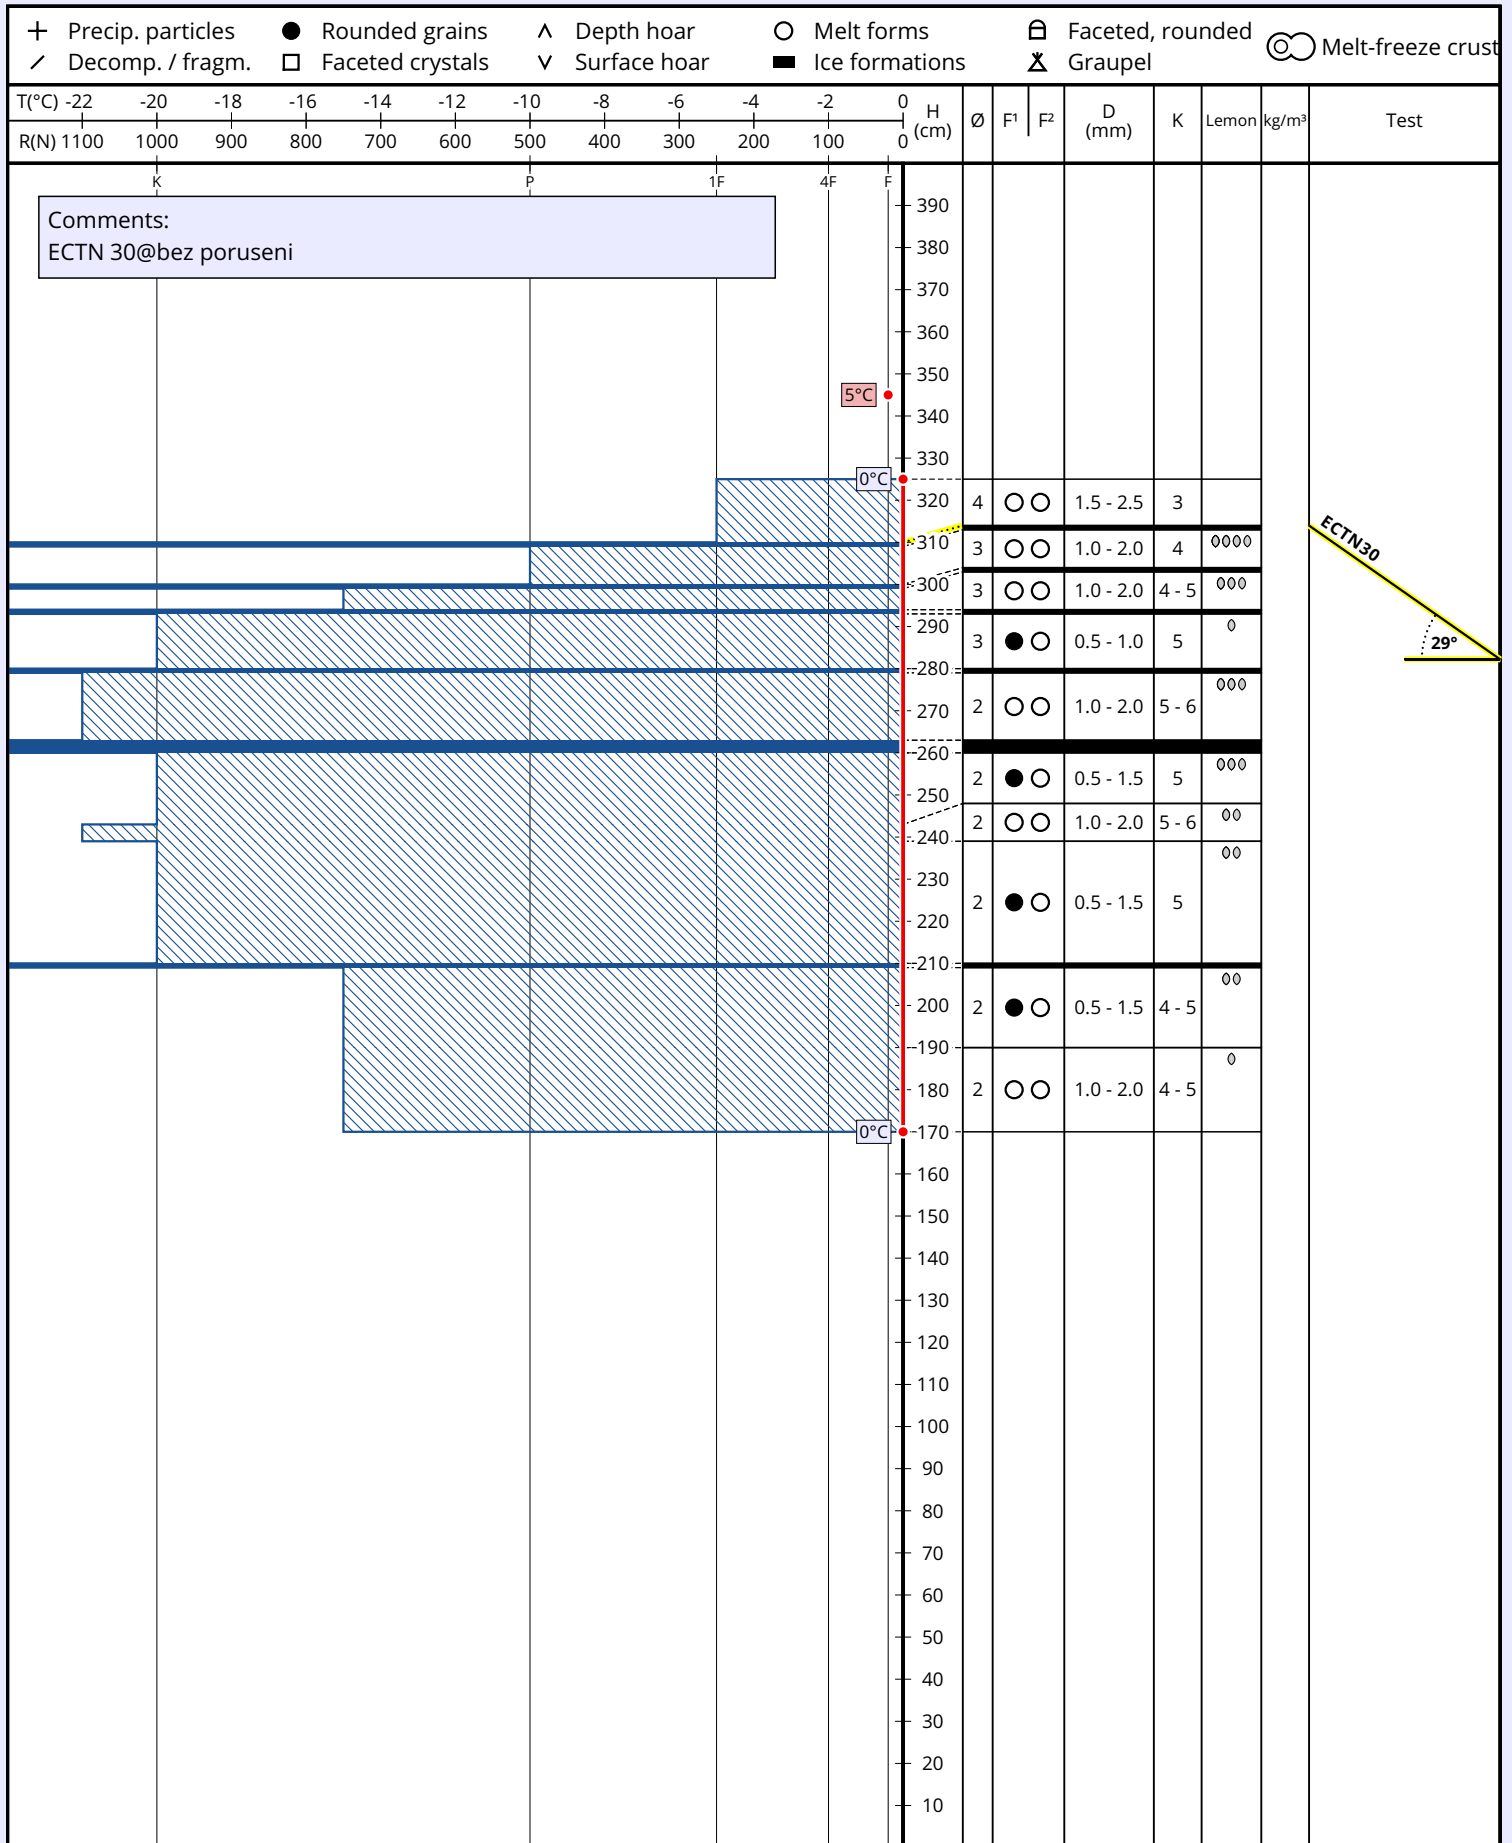 Precip. particles Rounded grains Depth hoar Melt forms Faceted, rounded Melt-freeze crust
Decomp. / fragm. Faceted crystals Surface hoar Ice formations Graupel
T(°C) -22 -20 -18 -16 -14 -12 -10 -8 -6 -4 -2 0
R(N) 1100 1000 900 800 700 600 500 400 300 200 100 0
H (cm) Ø F¹ F² D (mm) K Lemon kg/m³ Test
K P 1F 4F F
Comments:
ECTN 30@bez poruseni
390
380
370
360
350
5°C
340
330
0°C
320 4 1.5 - 2.5 3
ECTN30
310 3 1.0 - 2.0 4
300 3 1.0 - 2.0 4 - 5
290 3 0.5 - 1.0 5 29°
280
270 2 1.0 - 2.0 5 - 6
260
2 0.5 - 1.5 5
250
240 2 1.0 - 2.0 5 - 6
230
2 0.5 - 1.5 5
220
210
200 2 0.5 - 1.5 4 - 5
190
180 2 1.0 - 2.0 4 - 5
0°C 170
160
150
140
130
120
110
100
90
80
70
60
50
40
30
20
10